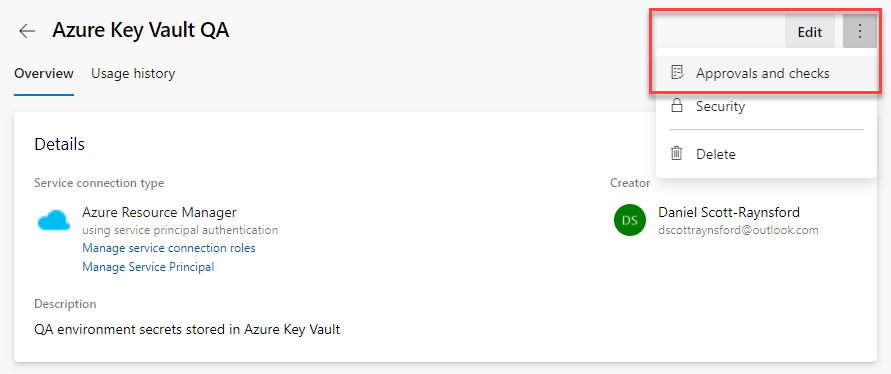 Azure Key Vault QA
Edit
Overview
Usage history
Approvals and checks
Security
Delete
Details
Service connection type
Azure Resource Manager
using service principal authentication
Manage service connection roles
Manage Service Principal
Creator
DS
Daniel Scott-Raynsford
dscottraynsford@outlook.com
Description
QA environment secrets stored in Azure Key Vault